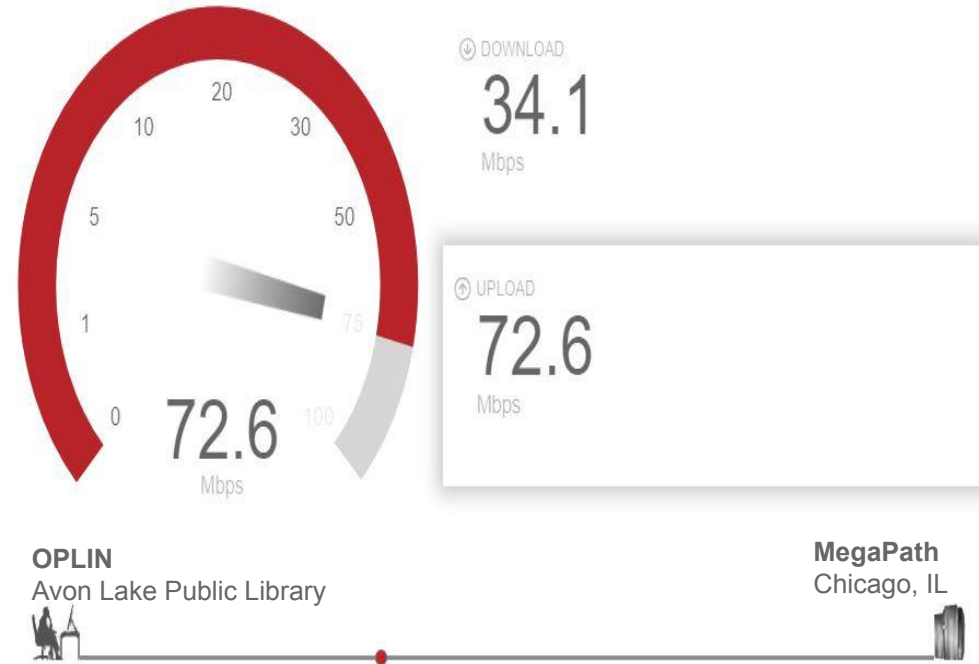 0
1
5
10
20
30
50
75
100
72.6
Mbps
DOWNLOAD
34.1
Mbps
UPLOAD
72.6
Mbps
OPLIN
Avon Lake Public Library
MegaPath
Chicago, IL